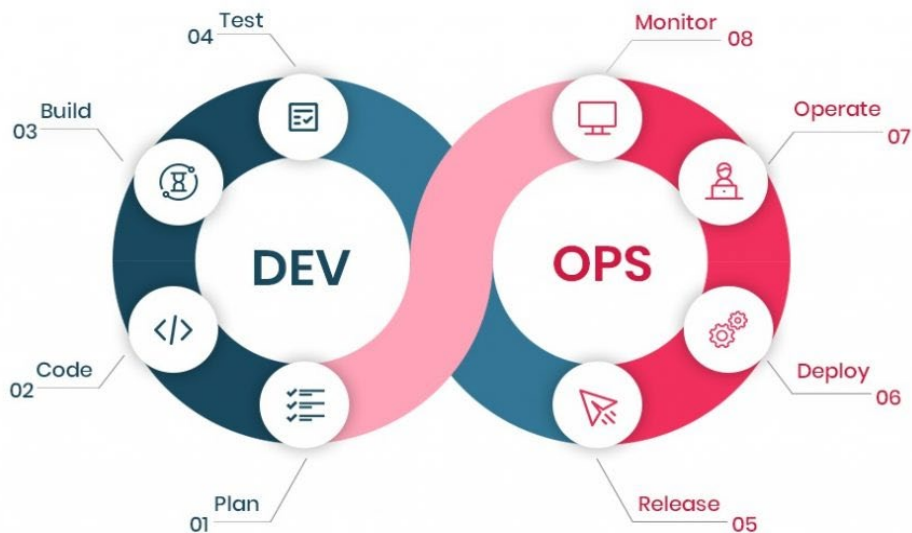 Test
04
Monitor
08
Build
03
Operate
07
DEV
OPS
Code
02
Deploy
06
Plan
01
Release
05